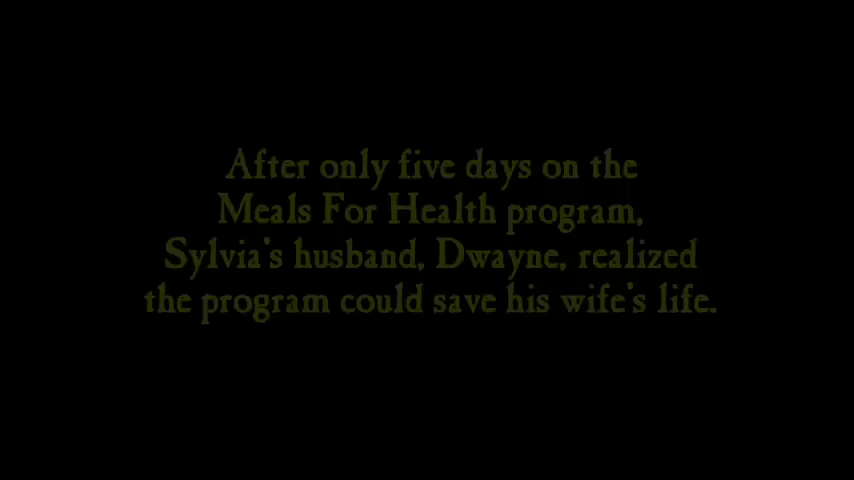 After only five days on the
Meals For Health program,
Sylvia's husband, Dwayne, realized
the program could save his wife's life.